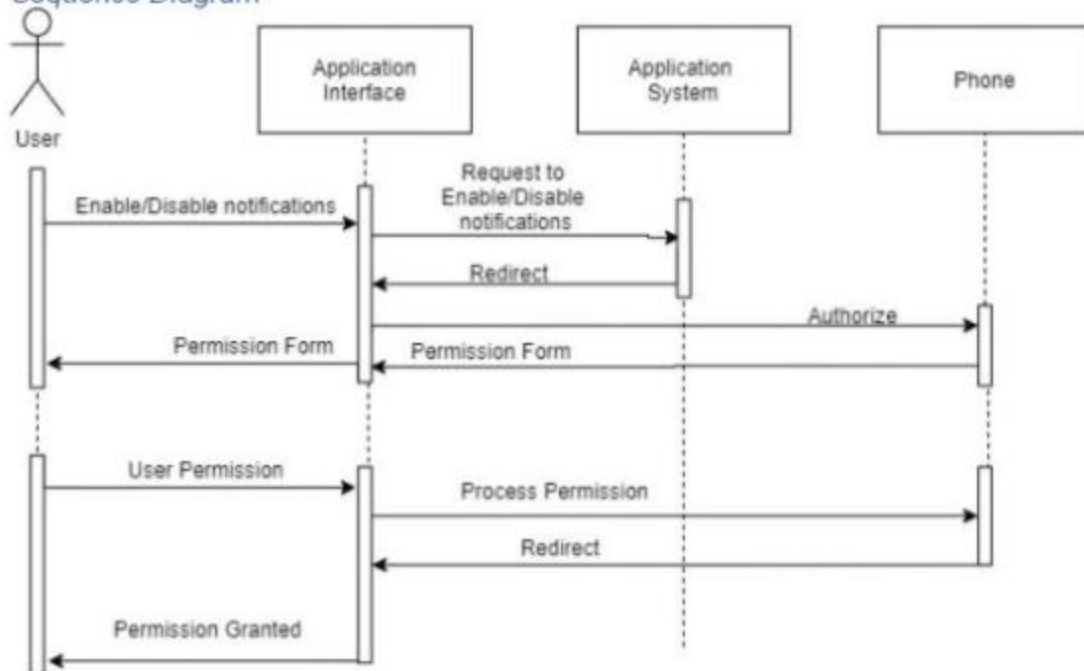 Sequence Diagram
Application
Interface
Application
System
Phone
User
Request to
Enable/Disable
notifications
Enable/Disable notifications
Redirect
Authorize
Permission Form
Permission Form
User Permission
Process Permission
Redirect
Permission Granted